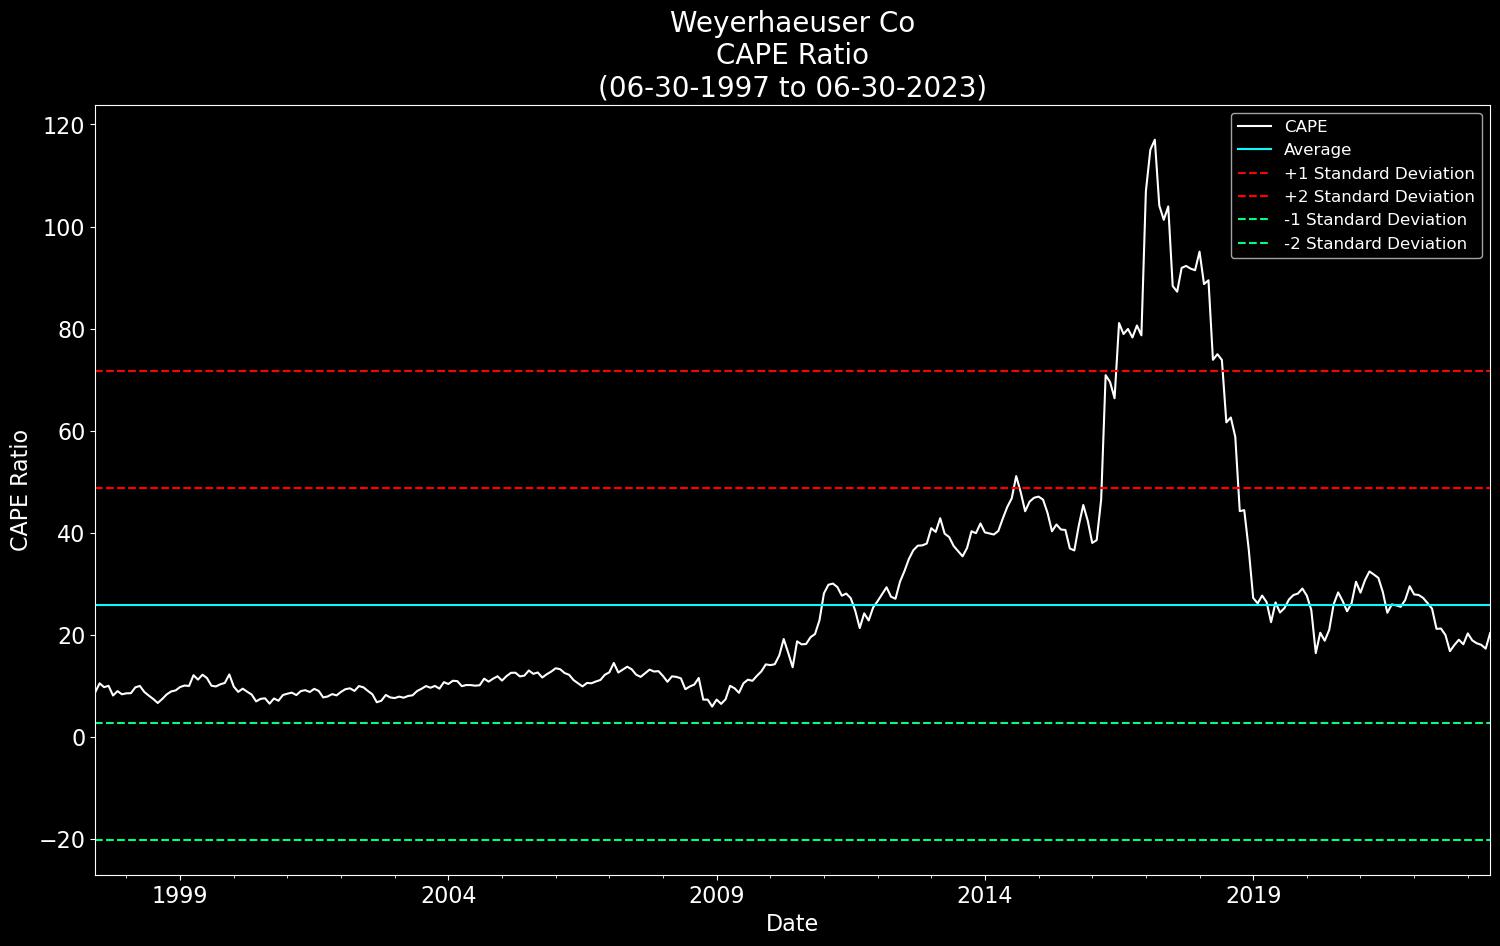 Weyerhaeuser Co
CAPE Ratio
(06-30-1997 to 06-30-2023)
CAPE
Average
+1 Standard Deviation
+2 Standard Deviation
-1 Standard Deviation
-2 Standard Deviation
CAPE Ratio
120
100
80
60
40
20
0
−20
1999
2004
2009
2014
2019
Date